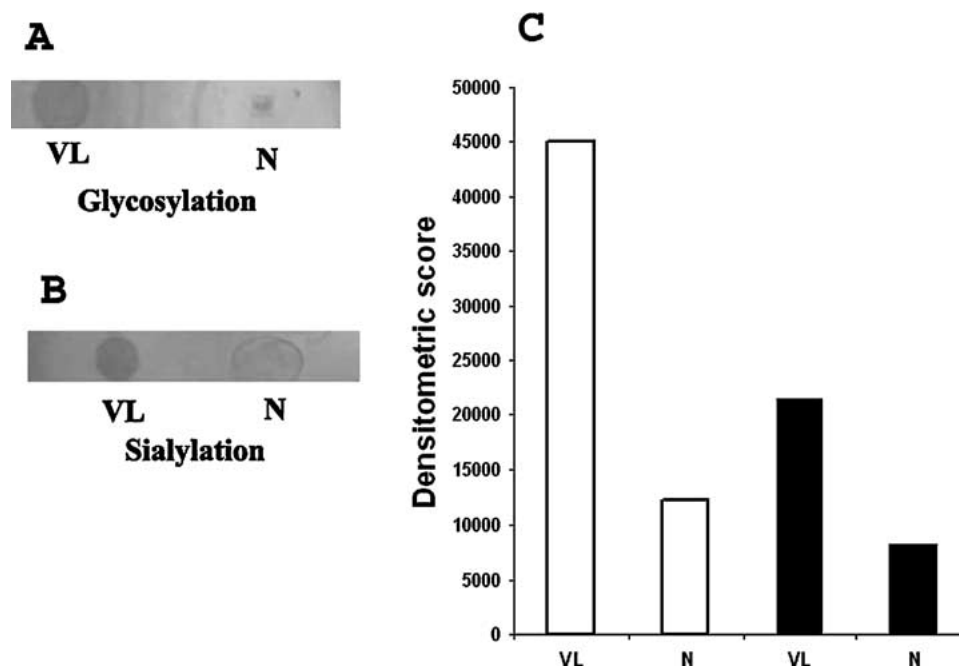 A
VL N
Glycosylation
B
VL N
Sialylation
C
Densitometric score
50000
45000
40000
35000
30000
25000
20000
15000
10000
5000
0
VL N VL N